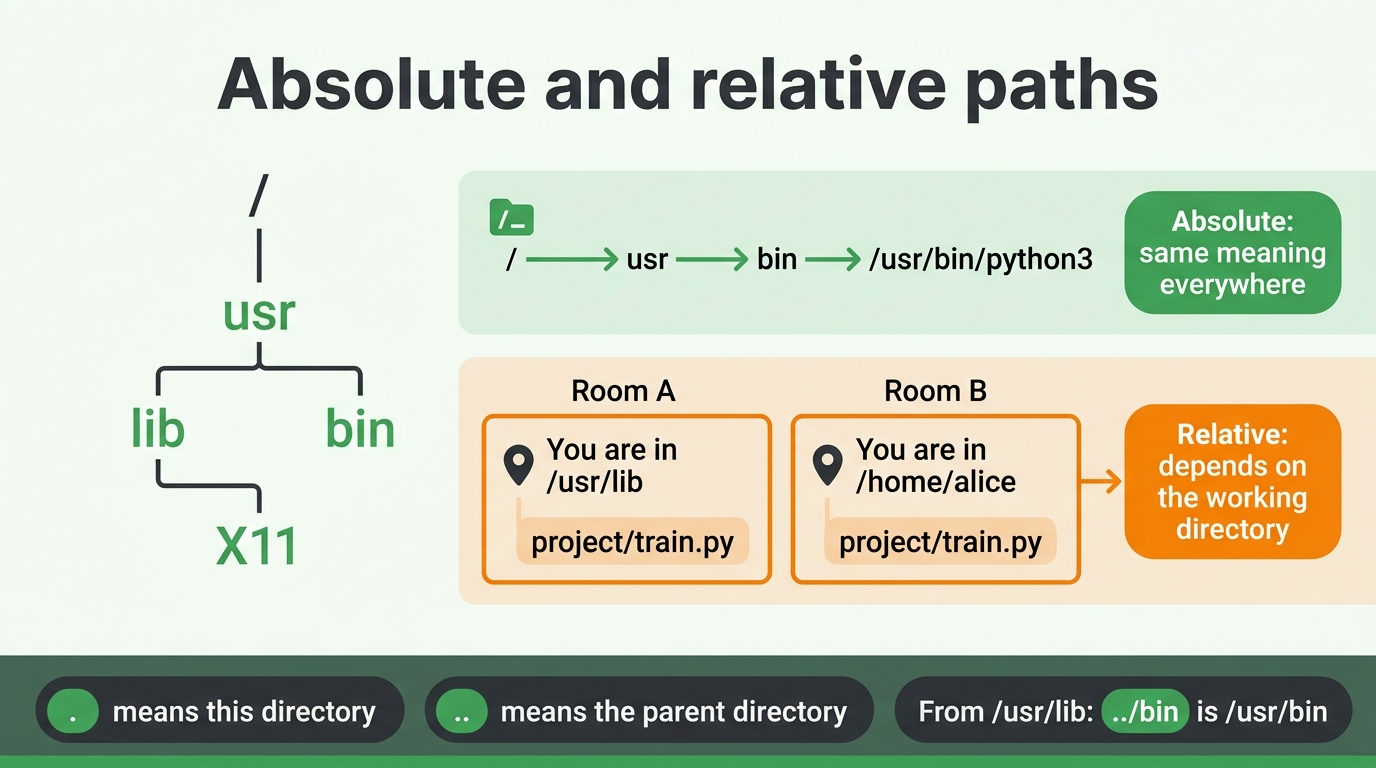 Absolute and relative paths
/
usr
lib
bin
X11
/_
/
usr
bin
/usr/bin/python3
Absolute:
same meaning
everywhere
Room A
You are in
/usr/lib
project/train.py
Room B
You are in
/home/alice
project/train.py
Relative:
depends on
the working
directory
. means this directory
.. means the parent directory
From /usr/lib: ../bin is /usr/bin